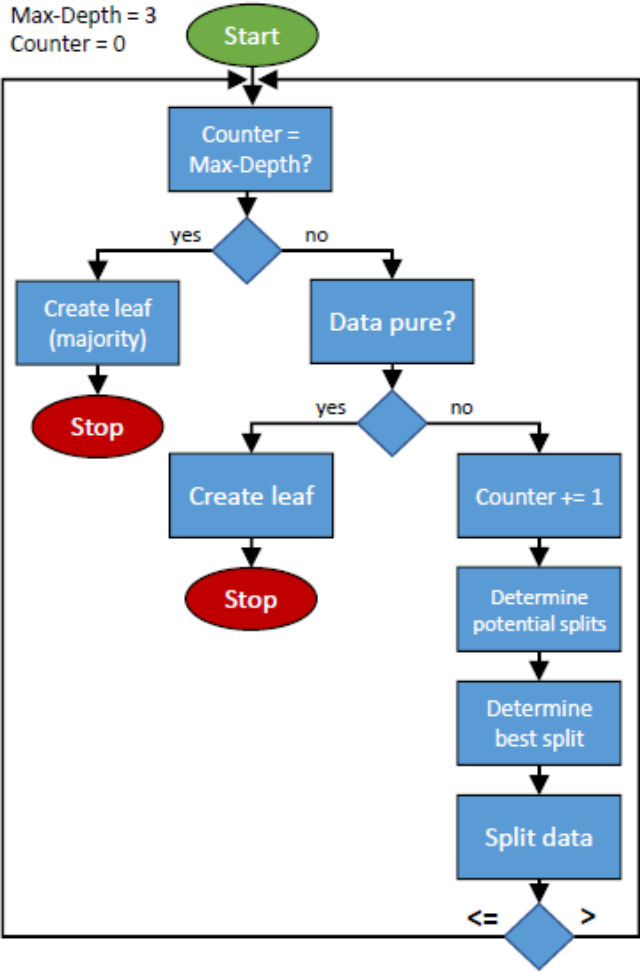 Max-Depth = 3
Counter = 0
Start
Counter =
Max-Depth?
yes
no
Create leaf
(majority)
Data pure?
Stop
yes
no
Create leaf
Counter += 1
Stop
Determine
potential splits
Determine
best split
Split data
<=
>